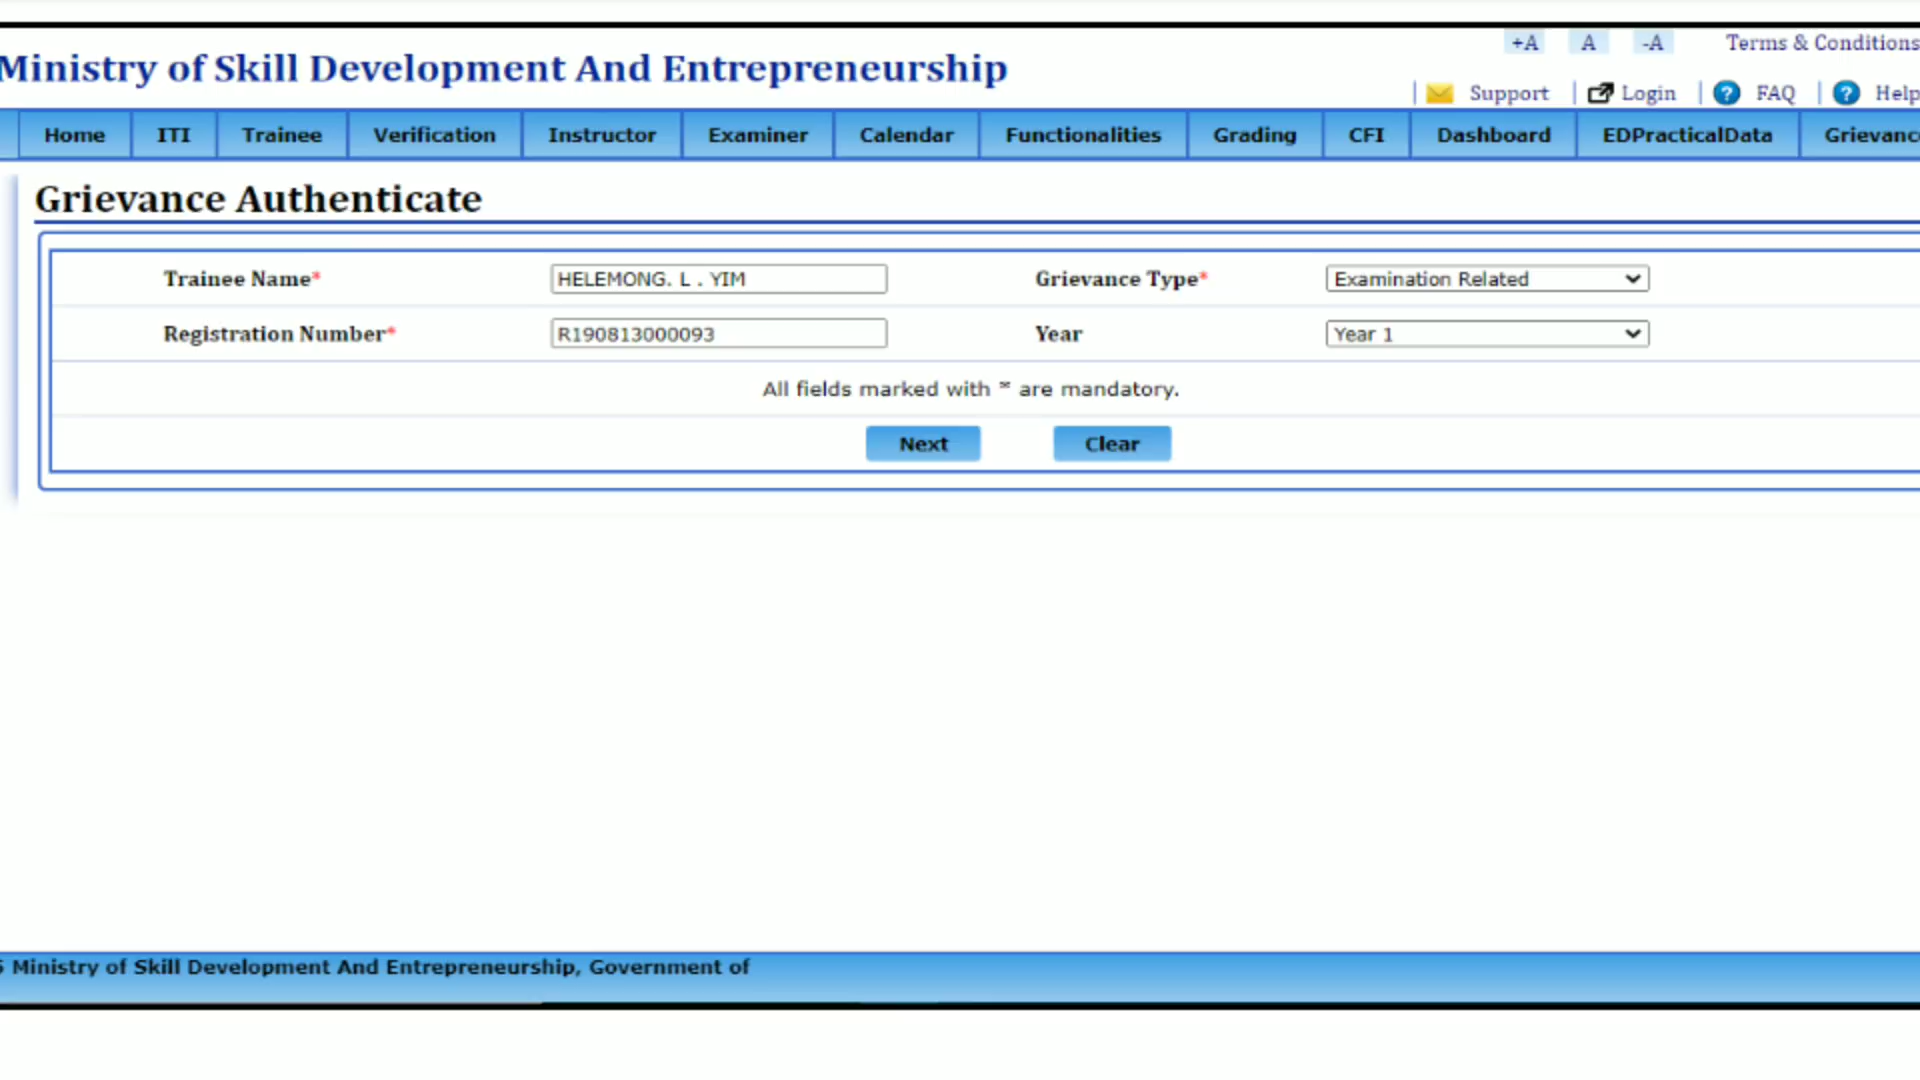 +A A -A Terms & Conditions
Ministry of Skill Development And Entrepreneurship
Support Login FAQ Help
Home ITI Trainee Verification Instructor Examiner Calendar Functionalities Grading CFI Dashboard EDPracticalData Grievanc
Grievance Authenticate
Trainee Name* HELEMONG. L . YIM Grievance Type* Examination Related
Registration Number* R190813000093 Year Year 1
All fields marked with * are mandatory.
Next Clear
Ministry of Skill Development And Entrepreneurship, Government of